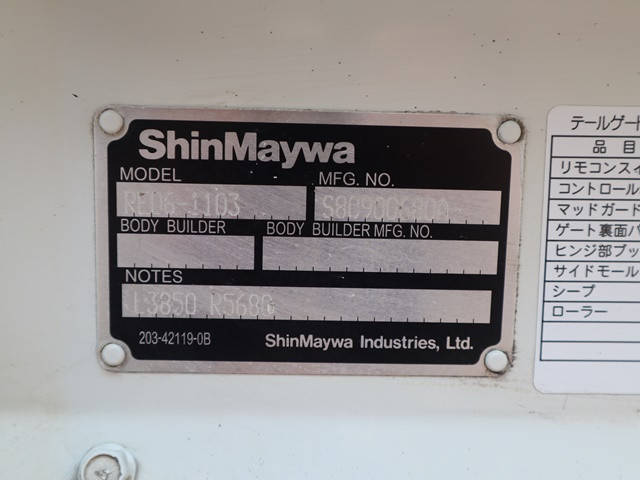 ShinMaywa
MODEL
MFG. NO.
BODY BUILDER
BODY BUILDER MFG. NO.
NOTES
L3850 R5680
203-42119-0B
ShinMaywa Industries, Ltd.
テールゲート
品目
リモコンスイ
コントロール
マッドガード
ゲート裏面パ
ヒンジ部ブッ
サイドモール
シープ
ローラー